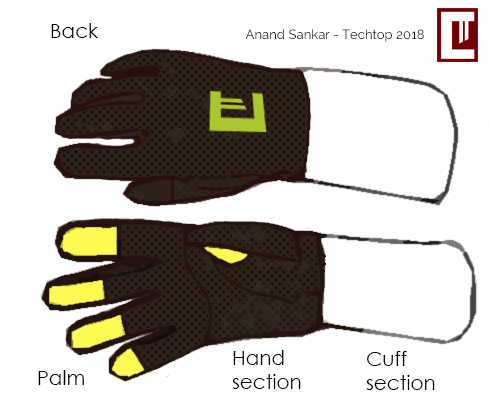 Back
Anand Sankar - Techtop 2018
Palm
Hand
section
Cuff
section